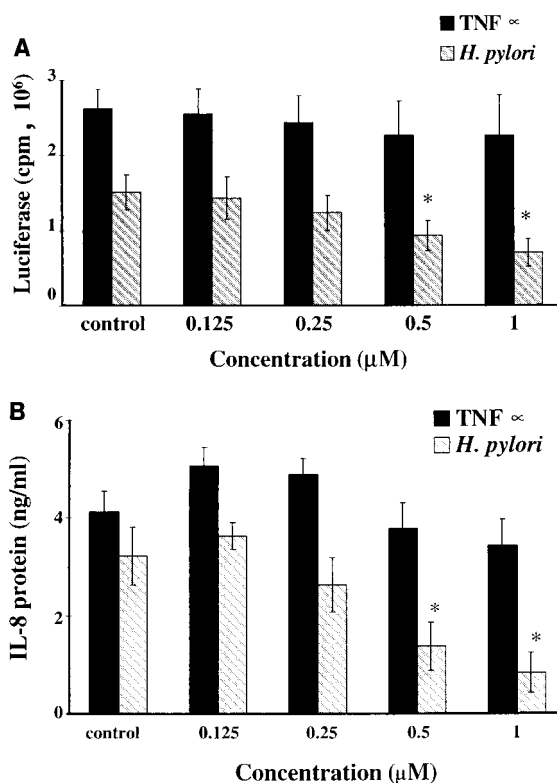 A
TNF ∝
H. pylori
Luciferase (cpm , 10⁶)
3
2
1
0
*
*
control 0.125 0.25 0.5 1
Concentration (μM)
B
TNF ∝
H. pylori
IL-8 protein (ng/ml)
6
4
2
0
*
*
control 0.125 0.25 0.5 1
Concentration (μM)